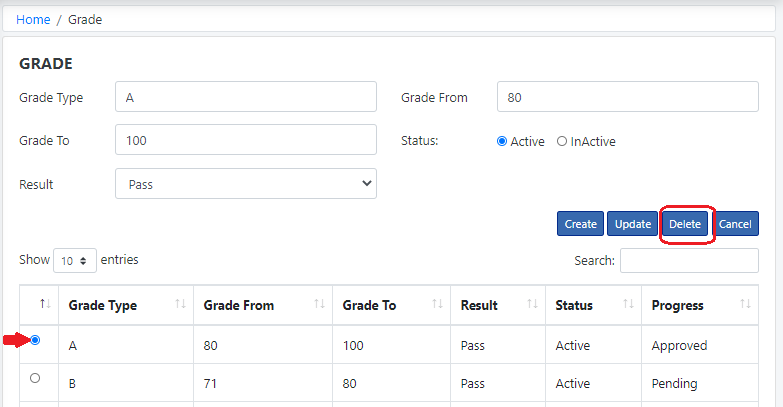 Home / Grade
GRADE
Grade Type A Grade From 80
Grade To 100 Status: Active InActive
Result Pass
Create Update Delete Cancel
Show 10 entries Search:
Grade Type Grade From Grade To Result Status Progress
A 80 100 Pass Active Approved
B 71 80 Pass Active Pending